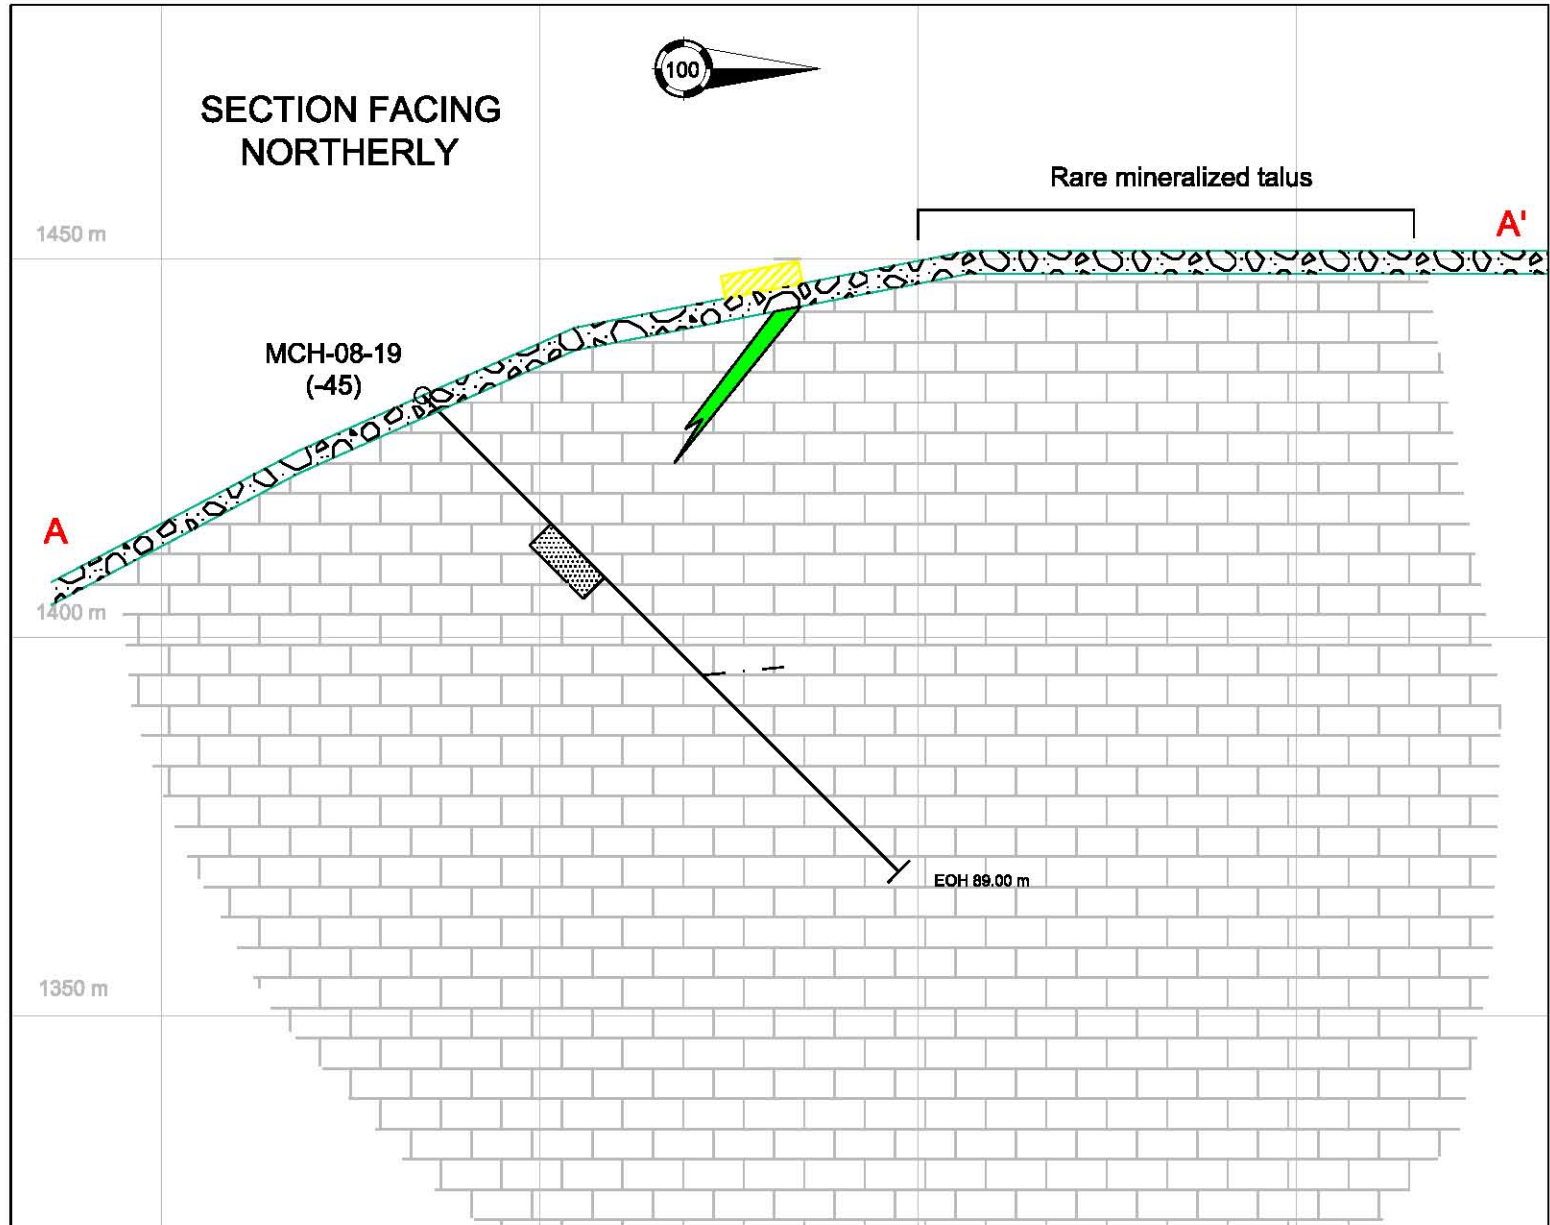 100
SECTION FACING
NORTHERLY
Rare mineralized talus
A'
1450 m
MCH-08-19
(-45)
A
1400 m
EOH 89.00 m
1350 m